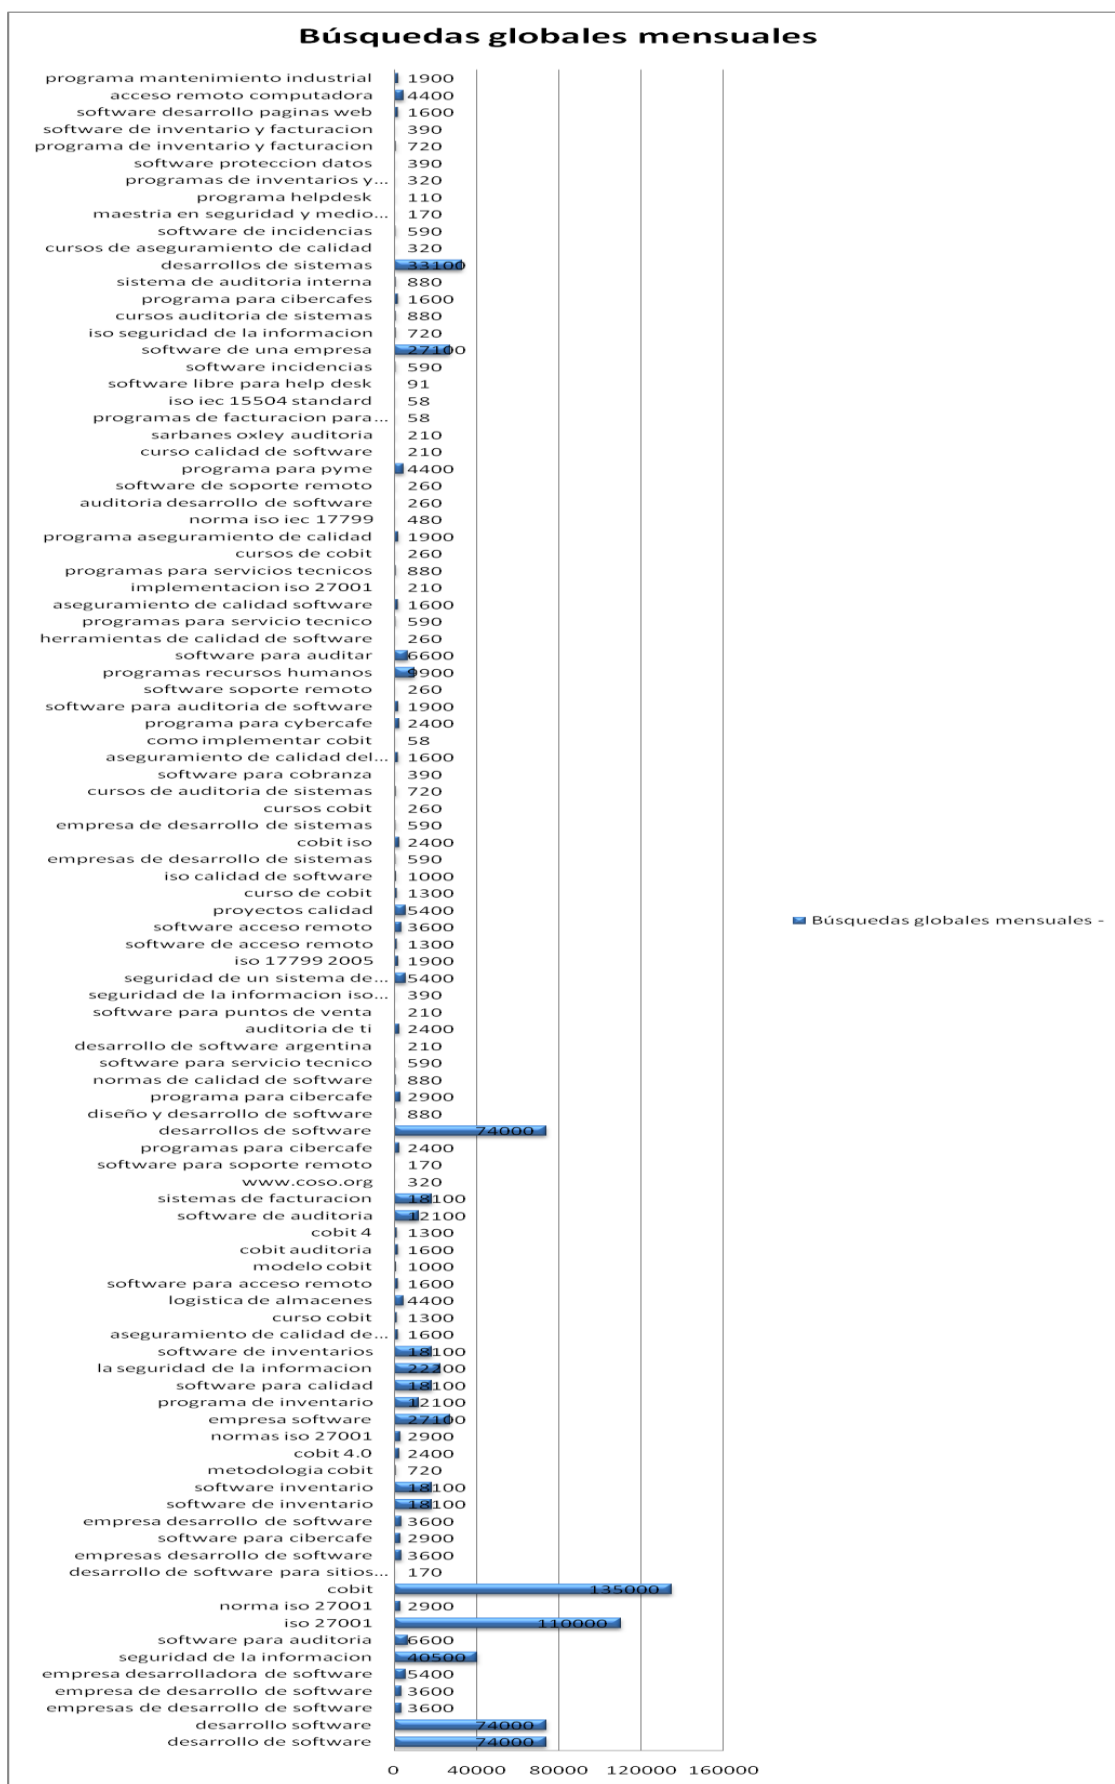 Búsquedas globales mensuales
programa mantenimiento industrial 1900
acceso remoto computadora 4400
software desarrollo paginas web 1600
software de inventario y facturacion 390
programa de inventario y facturacion 720
software proteccion datos 390
programas de inventarios y... 320
programa helpdesk 110
maestria en seguridad y medio... 170
software de incidencias 590
cursos de aseguramiento de calidad 320
desarrollos de sistemas 33100
sistema de auditoria interna 880
programa para cibercafes 1600
cursos auditoria de sistemas 880
iso seguridad de la informacion 720
software de una empresa 27100
software incidencias 590
software libre para help desk 91
iso iec 15504 standard 58
programas de facturacion para... 58
sarbanes oxley auditoria 210
curso calidad de software 210
programa para pyme 4400
software de soporte remoto 260
auditoria desarrollo de software 260
norma iso iec 17799 480
programa aseguramiento de calidad 1900
cursos de cobit 260
programas para servicios tecnicos 880
implementacion iso 27001 210
aseguramiento de calidad software 1600
programas para servicio tecnico 590
herramientas de calidad de software 260
software para auditar 6600
programas recursos humanos 9900
software soporte remoto 260
software para auditoria de software 1900
programa para cybercafe 2400
como implementar cobit 58
aseguramiento de calidad del... 1600
software para cobranza 390
cursos de auditoria de sistemas 720
cursos cobit 260
empresa de desarrollo de sistemas 590
cobit iso 2400
empresas de desarrollo de sistemas 590
iso calidad de software 1000
curso de cobit 1300
proyectos calidad 5400
software acceso remoto 3600
software de acceso remoto 1300
iso 17799 2005 1900
seguridad de un sistema de... 5400
seguridad de la informacion iso... 390
software para puntos de venta 210
auditoria de ti 2400
desarrollo de software argentina 210
software para servicio tecnico 590
normas de calidad de software 880
programa para cibercafe 2900
diseño y desarrollo de software 880
desarrollos de software 74000
programas para cibercafe 2400
software para soporte remoto 170
www.coso.org 320
sistemas de facturacion 18100
software de auditoria 12100
cobit 4 1300
cobit auditoria 1600
modelo cobit 1000
software para acceso remoto 1600
logistica de almacenes 4400
curso cobit 1300
aseguramiento de calidad de... 1600
software de inventarios 18100
la seguridad de la informacion 22200
software para calidad 18100
programa de inventario 12100
empresa software 27100
normas iso 27001 2900
cobit 4.0 2400
metodologia cobit 720
software inventario 18100
software de inventario 18100
empresa desarrollo de software 3600
software para cibercafe 2900
empresas desarrollo de software 3600
desarrollo de software para sitios... 170
cobit 135000
norma iso 27001 2900
iso 27001 110000
software para auditoria 6600
seguridad de la informacion 40500
empresa desarrolladora de software 5400
empresa de desarrollo de software 3600
empresas de desarrollo de software 3600
desarrollo software 74000
desarrollo de software 74000
0 40000 80000 120000 160000
Búsquedas globales mensuales -